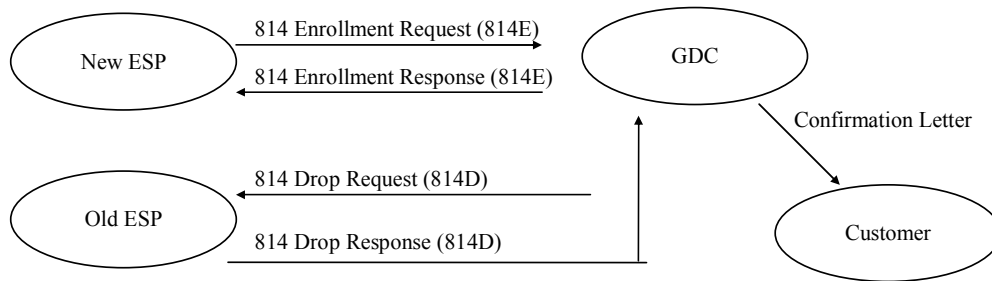 814 Enrollment Request (814E)
New ESP
GDC
814 Enrollment Response (814E)
Confirmation Letter
814 Drop Request (814D)
Old ESP
Customer
814 Drop Response (814D)